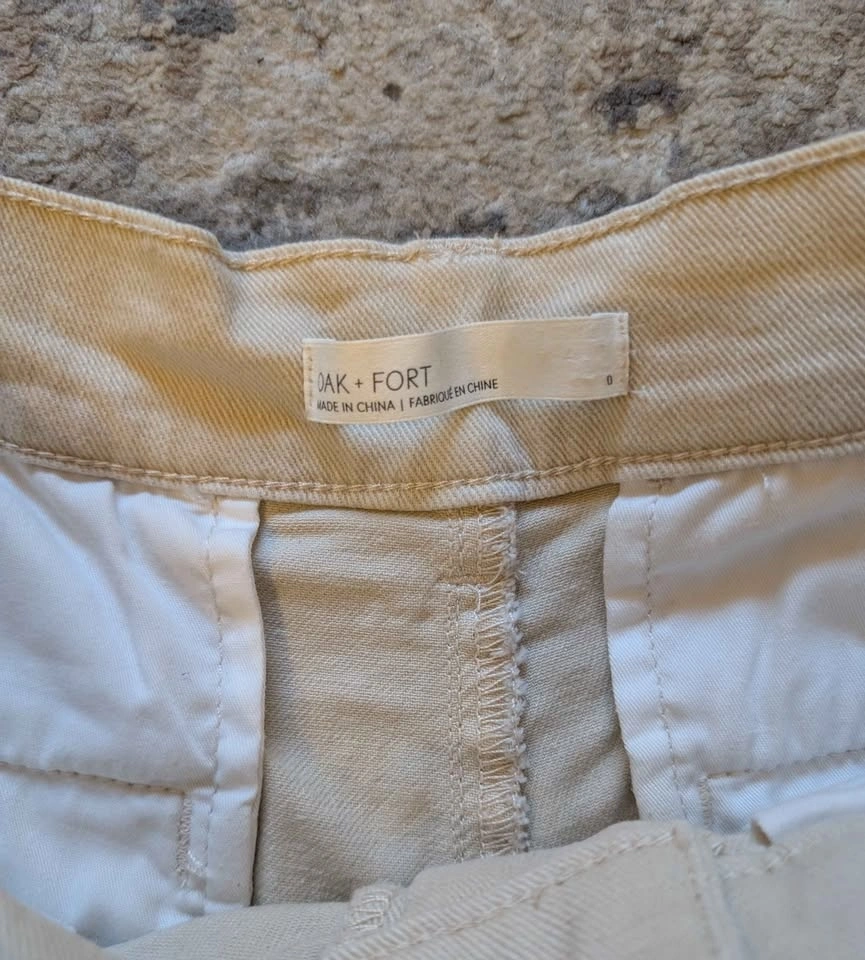 OAK + FORT
MADE IN CHINA | FABRIQUÉ EN CHINE
0